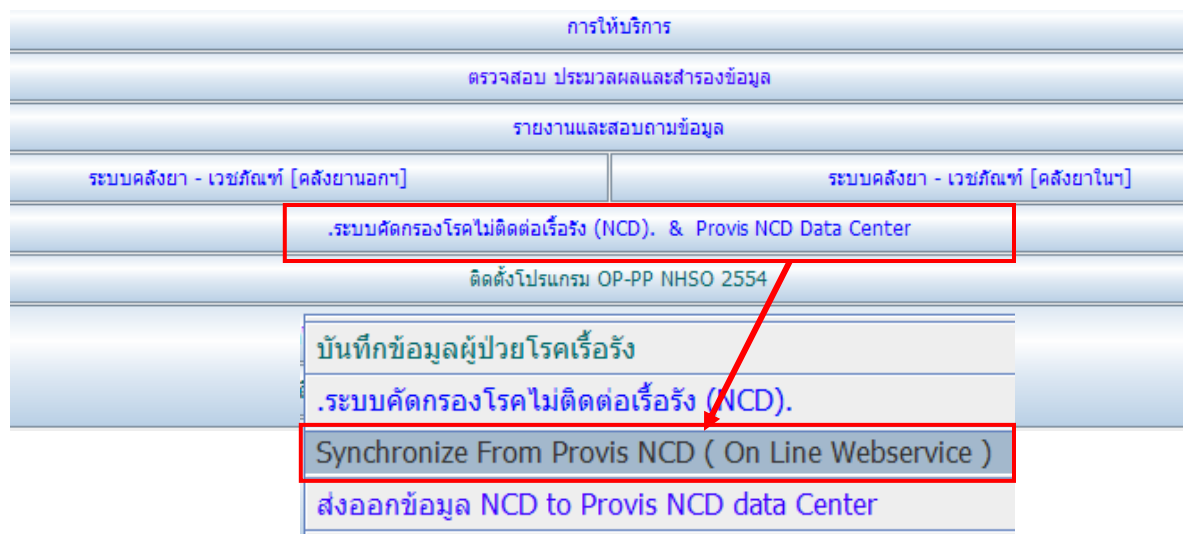 การให้บริการ
ตรวจสอบ ประมวลผลและสำรองข้อมูล
รายงานและสอบถามข้อมูล
ระบบคลังยา - เวชภัณฑ์ [คลังยานอกฯ]
ระบบคลังยา - เวชภัณฑ์ [คลังยาในฯ]
.ระบบคัดกรองโรคไม่ติดต่อเรื้อรัง (NCD). & Provis NCD Data Center
ติดตั้งโปรแกรม OP-PP NHSO 2554
บันทึกข้อมูลผู้ป่วยโรคเรื้อรัง
.ระบบคัดกรองโรคไม่ติดต่อเรื้อรัง (NCD).
Synchronize From Provis NCD ( On Line Webservice )
ส่งออกข้อมูล NCD to Provis NCD data Center